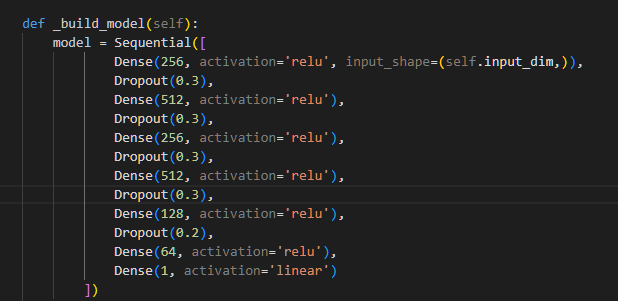 def _build_model(self):
model = Sequential([
Dense(256, activation='relu', input_shape=(self.input_dim,)),
Dropout(0.3),
Dense(512, activation='relu'),
Dropout(0.3),
Dense(256, activation='relu'),
Dropout(0.3),
Dense(512, activation='relu'),
Dropout(0.3),
Dense(128, activation='relu'),
Dropout(0.2),
Dense(64, activation='relu'),
Dense(1, activation='linear')
])